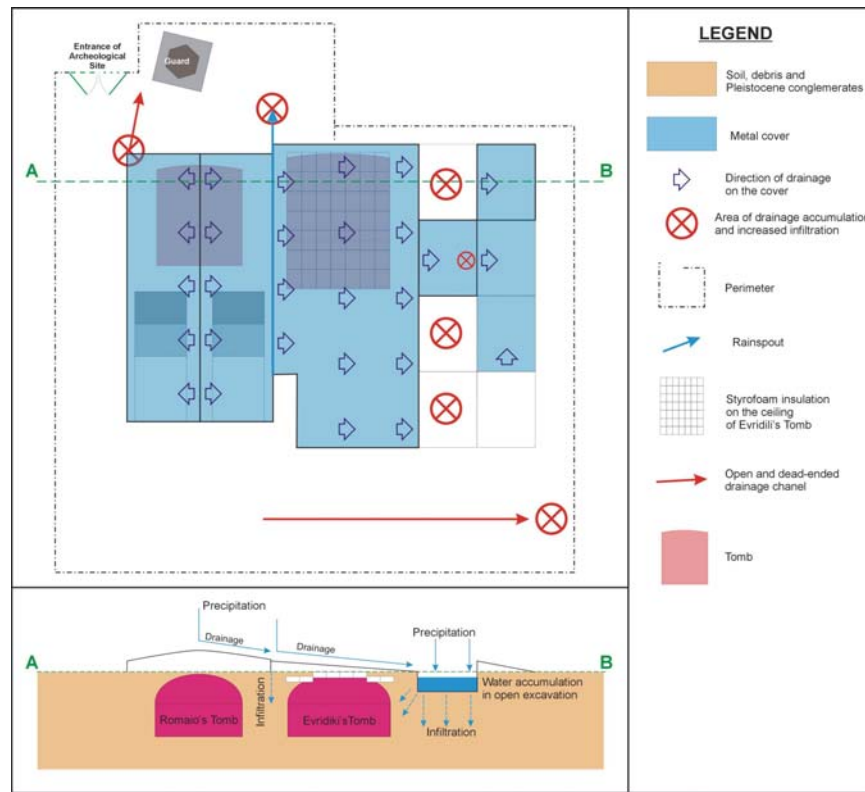 Entrance of
Archeological
Site
Guard
A
B
LEGEND
Soil, debris and
Pleistocene conglomerates
Metal cover
Direction of drainage
on the cover
Area of drainage accumulation
and increased infiltration
Perimeter
Rainspout
Styrofoam insulation
on the ceiling
of Evridili's Tomb
Open and dead-ended
drainage chanel
Tomb
Precipitation
Drainage
Drainage
Precipitation
A
B
Infiltration
Romaio's Tomb
Evridiki'sTomb
Water accumulation
in open excavation
Infiltration